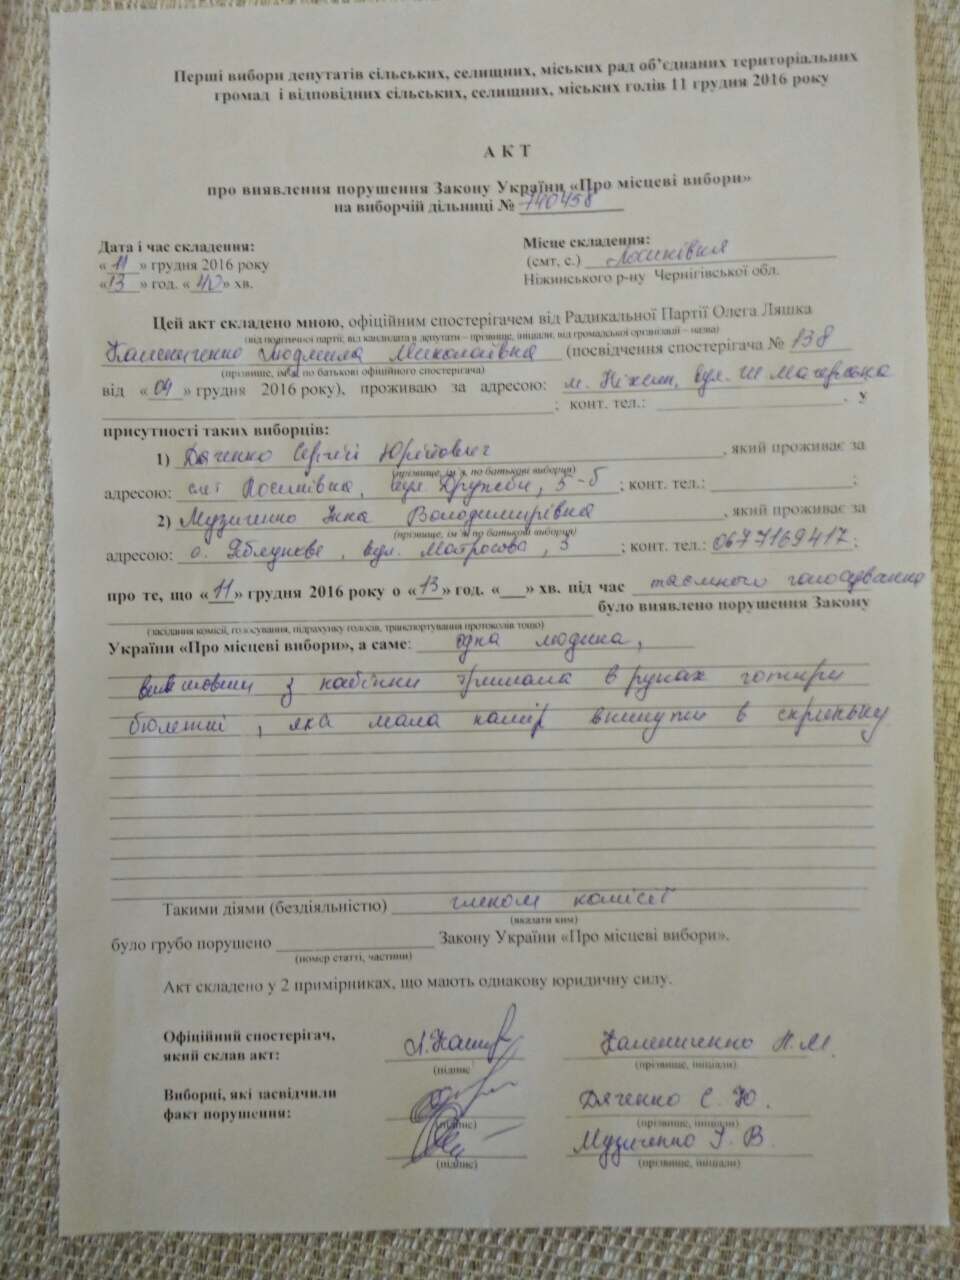 Перші вибори депутатів сільських, селищних, міських рад об’єднаних територіальних
громад і відповідних сільських, селищних, міських голів 11 грудня 2016 року
А К Т
про виявлення порушення Закону України «Про місцеві вибори»
на виборчій дільниці № 740458
Дата і час складення:
« 11 » грудня 2016 року
« 13 » год. « 40 » хв.
Місце складення:
(смт, с.) Лосинівка
Ніжинського р-ну Чернігівської обл.
Цей акт складено мною, офіційним спостерігачем від Радикальної Партії Олега Ляшка
(від політичної партії, від кандидата в депутати – прізвище, ініціали, від громадської організації – назва)
Калениченко Людмила Миколаївна (посвідчення спостерігача № 138
(прізвище, ім’я, по батькові офіційного спостерігача)
від « 04 » грудня 2016 року), проживаю за адресою: м. Ніжин, вул. Ш
; конт. тел.: . У
присутності таких виборців:
1) Дяченко Сергій Юрійович , який проживає за
(прізвище, ім’я, по батькові виборця)
адресою: смт Лосинівка, вул. Дружби, 5-б ; конт. тел.: ;
2) Музиченко Інна Володимирівна , який проживає за
(прізвище, ім’я, по батькові виборця)
адресою: с. Яблуневе, вул. Матросова, 3 ; конт. тел.: 0677169417 ;
про те, що « 11 » грудня 2016 року о « 13 » год. « » хв. під час таємного голосування
було виявлено порушення Закону
(засідання комісії, голосування, підрахунку голосів, транспортування протоколів тощо)
України «Про місцеві вибори», а саме: одна людина,
з кабінки тримала в руках чотири
бюлетні, яка мала намір вкинути в скриньку
Такими діями (бездіяльністю) членом комісії
(вказати ким)
було грубо порушено Закону України «Про місцеві вибори».
(номер статті, частини)
Акт складено у 2 примірниках, що мають однакову юридичну силу.
Офіційний спостерігач,
який склав акт:
(підпис)
Калениченко Л.М.
(прізвище, ініціали)
Виборці, які засвідчили
факт порушення:
(підпис)
Дяченко С. Ю.
(прізвище, ініціали)
(підпис)
Музиченко І. В.
(прізвище, ініціали)